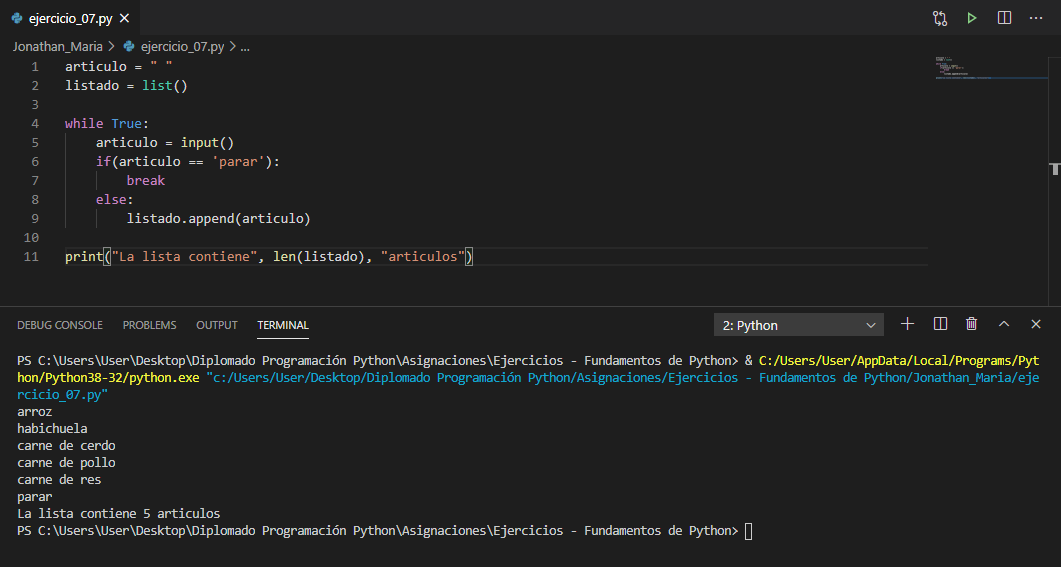 ejercicio_07.py
Jonathan_Maria > ejercicio_07.py > ...
1 articulo = " "
2 listado = list()
3
4 while True:
5     articulo = input()
6     if(articulo == 'parar'):
7         break
8     else:
9         listado.append(articulo)
10
11 print("La lista contiene", len(listado), "articulos")
DEBUG CONSOLE PROBLEMS OUTPUT TERMINAL 2: Python
PS C:\Users\User\Desktop\Diplomado Programación Python\Asignaciones\Ejercicios - Fundamentos de Python> & C:/Users/User/AppData/Local/Programs/Pyt
hon/Python38-32/python.exe "c:/Users/User/Desktop/Diplomado Programación Python/Asignaciones/Ejercicios - Fundamentos de Python/Jonathan_Maria/eje
rcicio_07.py"
arroz
habichuela
carne de cerdo
carne de pollo
carne de res
parar
La lista contiene 5 articulos
PS C:\Users\User\Desktop\Diplomado Programación Python\Asignaciones\Ejercicios - Fundamentos de Python>